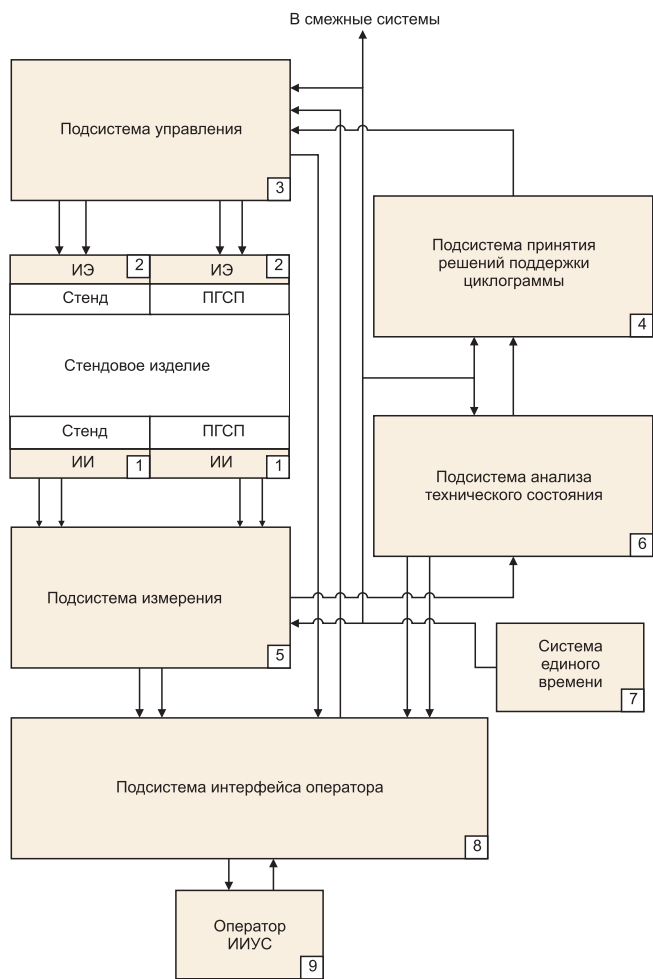 В смежные системы
Подсистема управления
3
ИЭ
2
ИЭ
2
Стенд
ПГСП
Подсистема принятия
решений поддержки
циклограммы
4
Стендовое изделие
Стенд
ПГСП
ИИ
1
ИИ
1
Подсистема анализа
технического состояния
6
Подсистема измерения
5
Система
единого
времени
7
Подсистема интерфейса оператора
8
Оператор
ИИУС
9